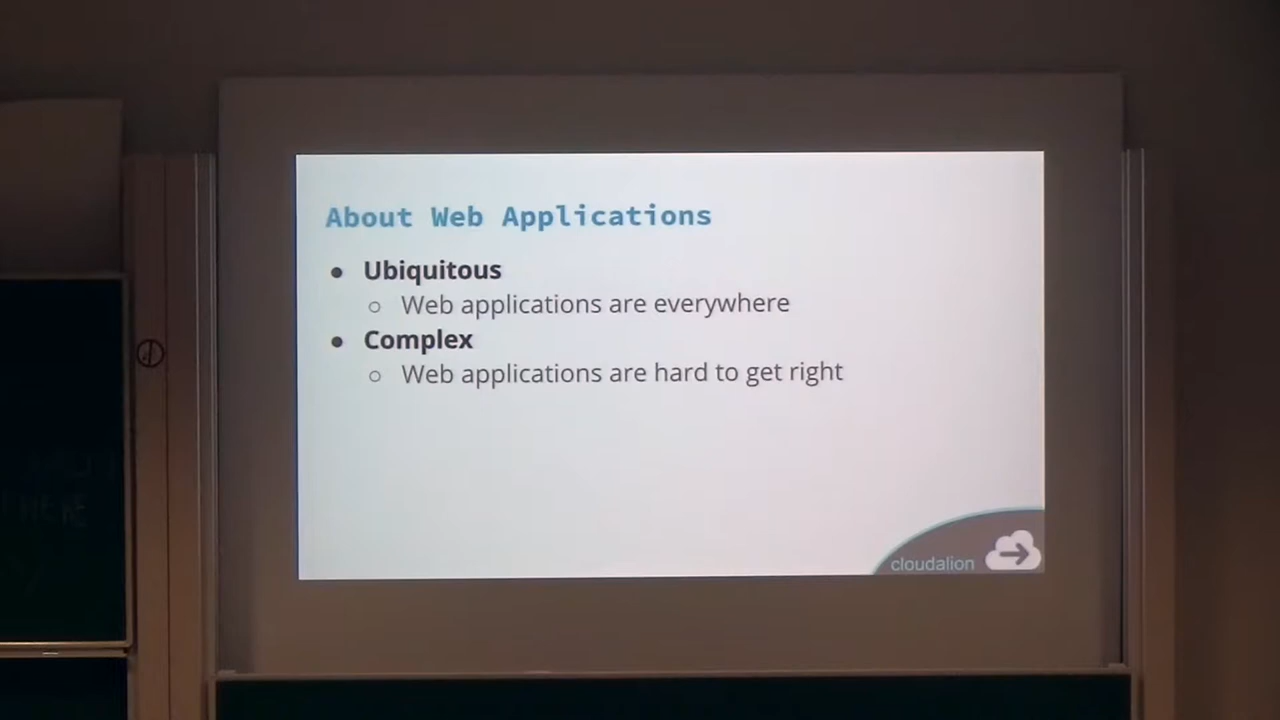 About Web Applications
● Ubiquitous
○ Web applications are everywhere
● Complex
○ Web applications are hard to get right
cloudalion